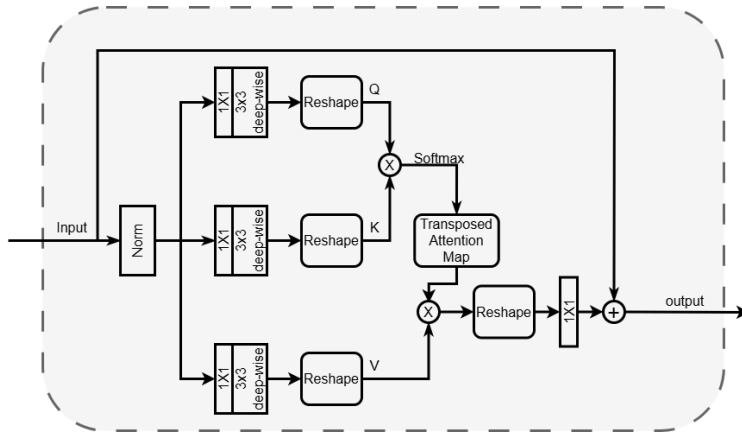 1X1
3x3
deep-wise
Reshape
Q
X
Softmax
Input
Norm
1X1
3x3
deep-wise
Reshape
K
Transposed
Attention
Map
X
Reshape
1X1
+
output
1X1
3x3
deep-wise
Reshape
V